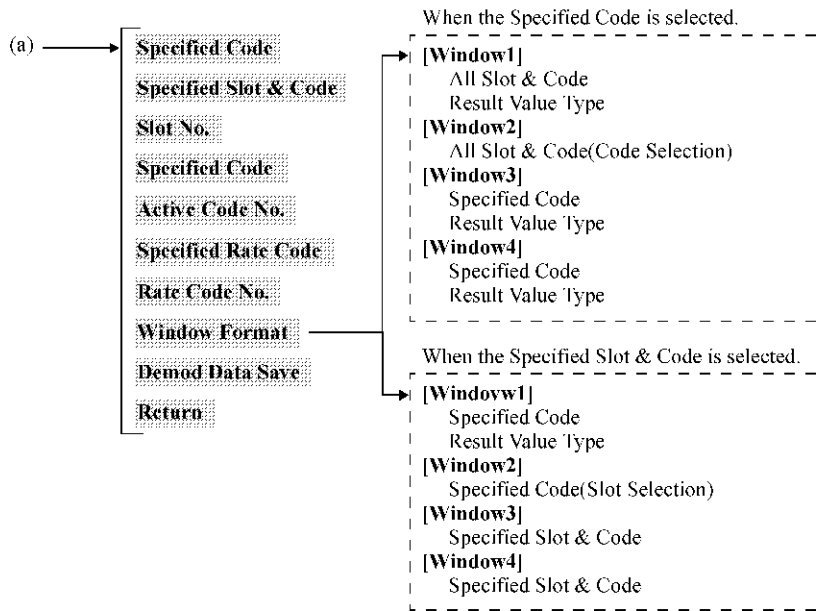 (a)
Specified Code
Specified Slot & Code
Slot No.
Specified Code
Active Code No.
Specified Rate Code
Rate Code No.
Window Format
Demod Data Save
Return
When the Specified Code is selected.
[Window1]
All Slot & Code
Result Value Type
[Window2]
All Slot & Code(Code Selection)
[Window3]
Specified Code
Result Value Type
[Window4]
Specified Code
Result Value Type
When the Specified Slot & Code is selected.
[Windovw1]
Specified Code
Result Value Type
[Window2]
Specified Code(Slot Selection)
[Window3]
Specified Slot & Code
[Window4]
Specified Slot & Code